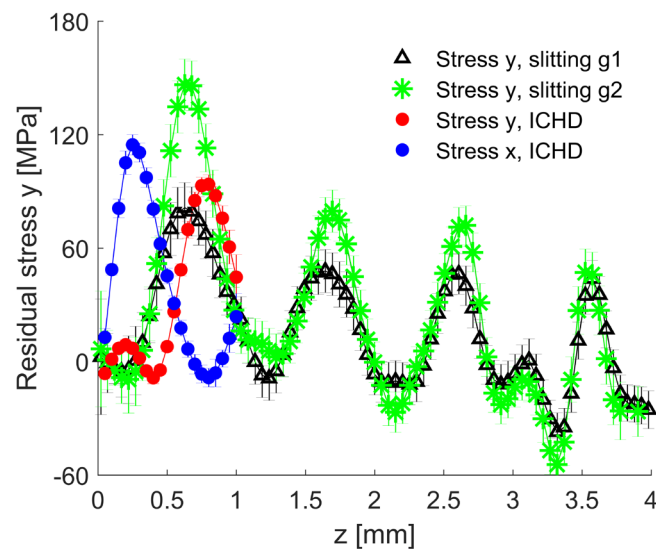 180
120
60
0
-60
Residual stress y [MPa]
Stress y, slitting g1
Stress y, slitting g2
Stress y, ICHD
Stress x, ICHD
0 0.5 1 1.5 2 2.5 3 3.5 4
z [mm]